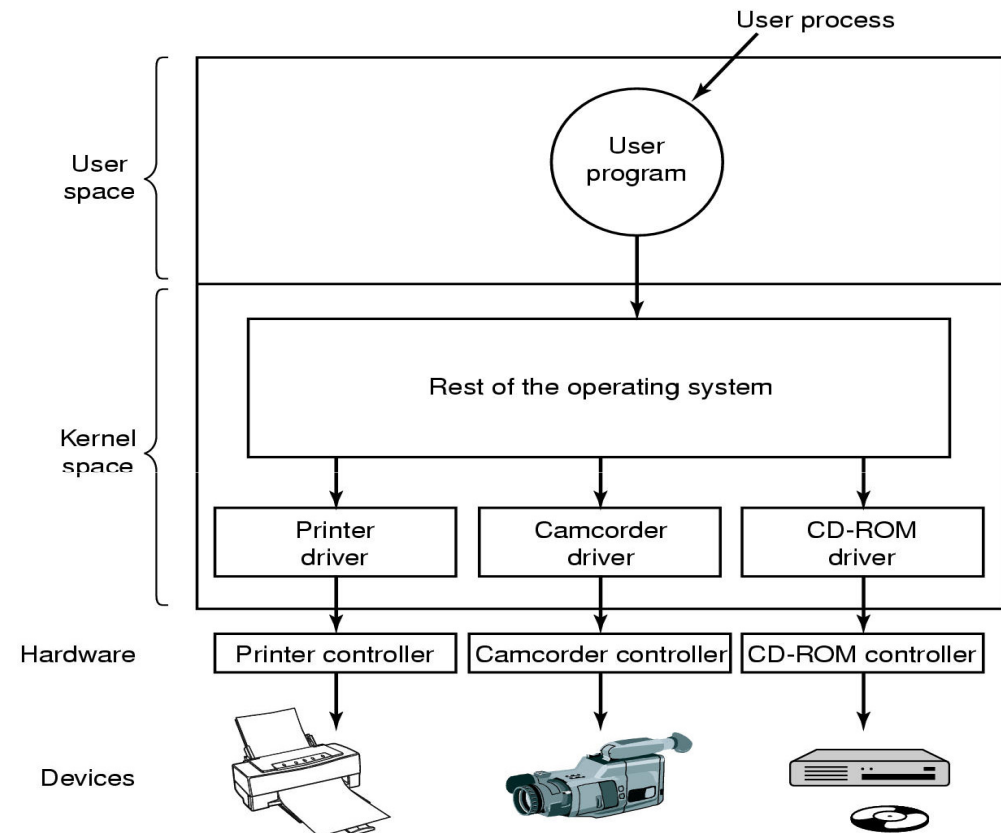 User process
User
program
User
space
Rest of the operating system
Kernel
space
Printer
driver
Camcorder
driver
CD-ROM
driver
Hardware
Printer controller
Camcorder controller
CD-ROM controller
Devices